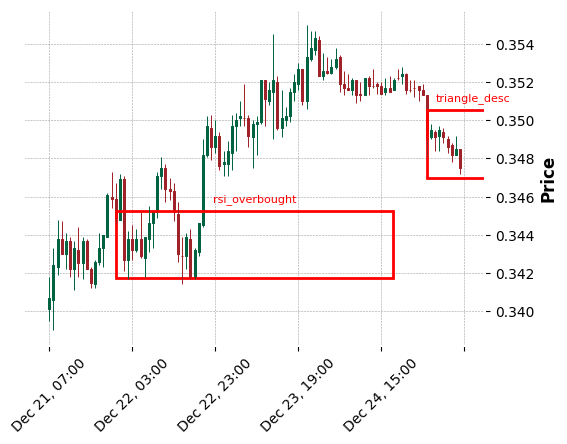 0.354
0.352
triangle_desc
0.350
0.348
rsi_overbought
0.346
0.344
0.342
0.340
Price
Dec 21, 07:00
Dec 22, 03:00
Dec 22, 23:00
Dec 23, 19:00
Dec 24, 15:00